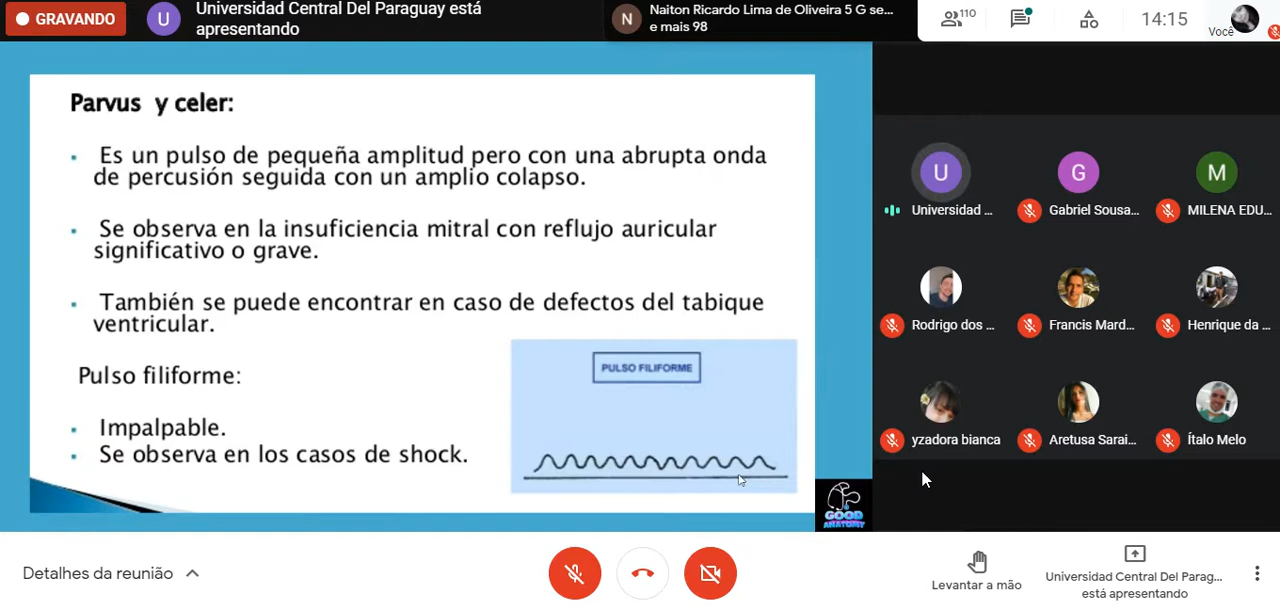 GRAVANDO
U
Universidad Central Del Paraguay está
apresentando
N
Naiton Ricardo Lima de Oliveira 5 G se...
e mais 98
110
14:15
Você
Parvus y celer:
▪ Es un pulso de pequeña amplitud pero con una abrupta onda
de percusión seguida con un amplio colapso.
▪ Se observa en la insuficiencia mitral con reflujo auricular
significativo o grave.
▪ También se puede encontrar en caso de defectos del tabique
ventricular.
Pulso filiforme:
▪ Impalpable.
▪ Se observa en los casos de shock.
PULSO FILIFORME
GOOD
ANATOMY
U
Universidad ...
G
Gabriel Sousa...
M
MILENA EDU...
Rodrigo dos ...
Francis Mard...
Henrique da ...
yzadora bianca
Aretusa Sarai...
Ítalo Melo
Detalhes da reunião
Levantar a mão
Universidad Central Del Parag...
está apresentando